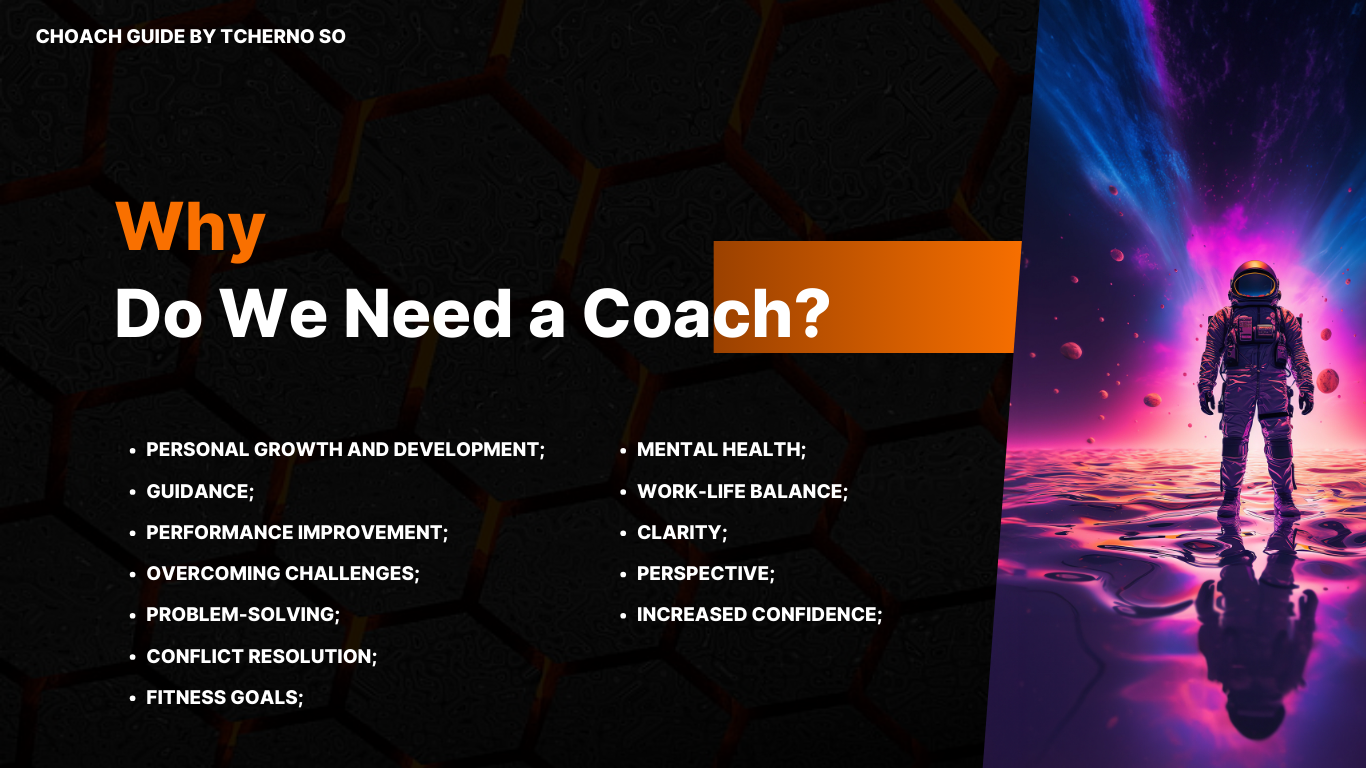 CHOACH GUIDE BY TCHERNO SO
Why
Do We Need a Coach?
• PERSONAL GROWTH AND DEVELOPMENT;
• GUIDANCE;
• PERFORMANCE IMPROVEMENT;
• OVERCOMING CHALLENGES;
• PROBLEM-SOLVING;
• CONFLICT RESOLUTION;
• FITNESS GOALS;
• MENTAL HEALTH;
• WORK-LIFE BALANCE;
• CLARITY;
• PERSPECTIVE;
• INCREASED CONFIDENCE;